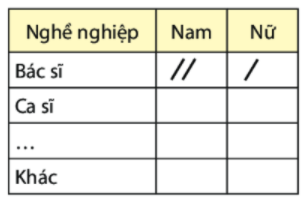 Nghề nghiệp Nam Nữ
Bác sĩ // /
Ca sĩ
...
Khác